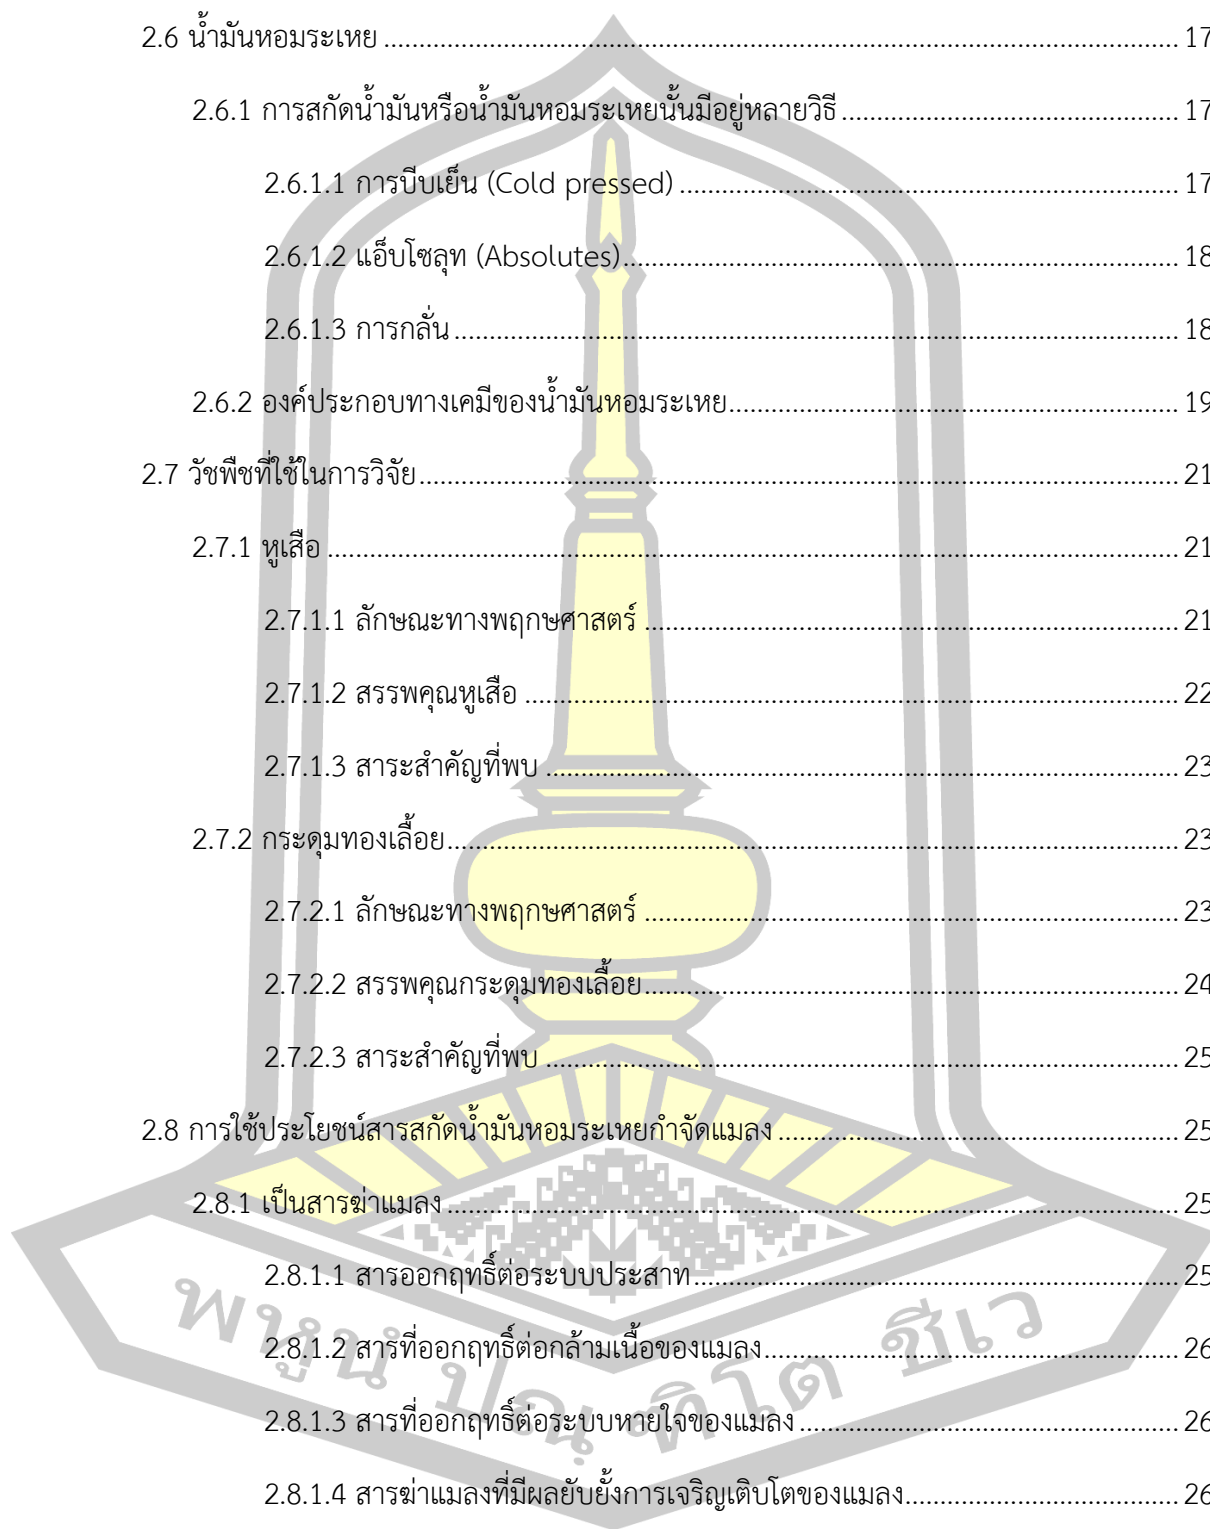 2.6 น้ำมันหอมระเหย ........ 17
2.6.1 การสกัดน้ำมันหรือน้ำมันหอมระเหยนั้นมีอยู่หลายวิธี ........ 17
2.6.1.1 การบีบเย็น (Cold pressed) ........ 17
2.6.1.2 แอ็บโซลุท (Absolutes) ........ 18
2.6.1.3 การกลั่น ........ 18
2.6.2 องค์ประกอบทางเคมีของน้ำมันหอมระเหย ........ 19
2.7 วัชพืชที่ใช้ในการวิจัย ........ 21
2.7.1 หูเสือ ........ 21
2.7.1.1 ลักษณะทางพฤกษศาสตร์ ........ 21
2.7.1.2 สรรพคุณหูเสือ ........ 22
2.7.1.3 สาระสำคัญที่พบ ........ 23
2.7.2 กระดุมทองเลื้อย ........ 23
2.7.2.1 ลักษณะทางพฤกษศาสตร์ ........ 23
2.7.2.2 สรรพคุณกระดุมทองเลื้อย ........ 24
2.7.2.3 สาระสำคัญที่พบ ........ 25
2.8 การใช้ประโยชน์สารสกัดน้ำมันหอมระเหยกำจัดแมลง ........ 25
2.8.1 เป็นสารฆ่าแมลง ........ 25
2.8.1.1 สารออกฤทธิ์ต่อระบบประสาท ........ 25
2.8.1.2 สารที่ออกฤทธิ์ต่อกล้ามเนื้อของแมลง ........ 26
2.8.1.3 สารที่ออกฤทธิ์ต่อระบบหายใจของแมลง ........ 26
2.8.1.4 สารฆ่าแมลงที่มีผลยับยั้งการเจริญเติบโตของแมลง ........ 26
พหูนํ ปณฺฑิโต ชีเว